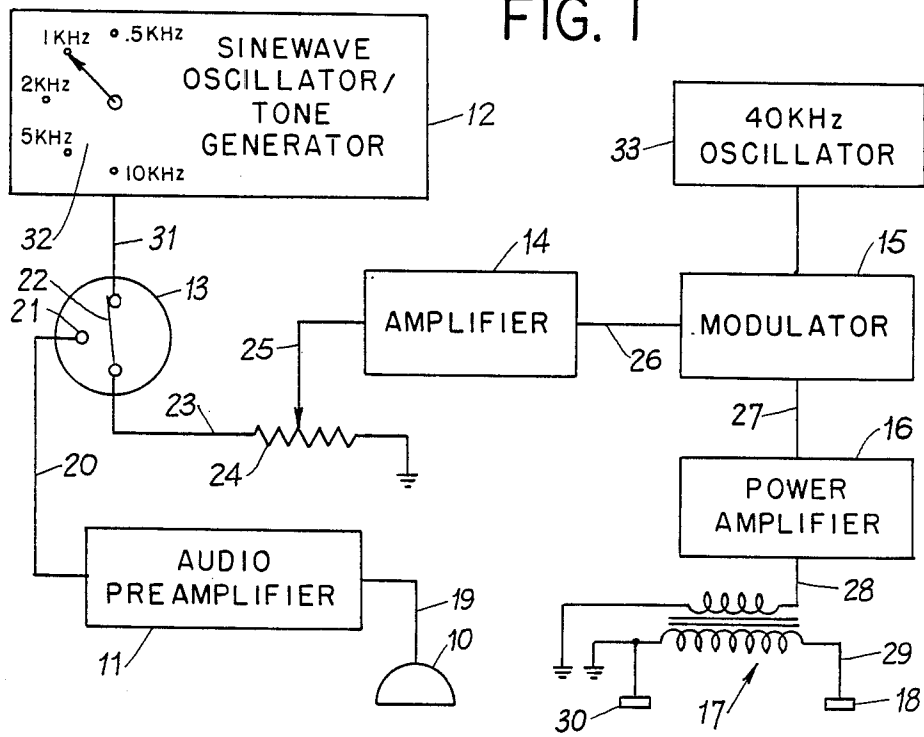 FIG. 1
1KHz
.5KHz
2KHz
5KHz
10KHz
SINEWAVE
OSCILLATOR/
TONE
GENERATOR
12
32
31
33
40KHz
OSCILLATOR
22
21
13
14
AMPLIFIER
15
MODULATOR
25
26
23
24
27
20
16
POWER
AMPLIFIER
AUDIO
PREAMPLIFIER
11
19
10
28
29
30
17
18